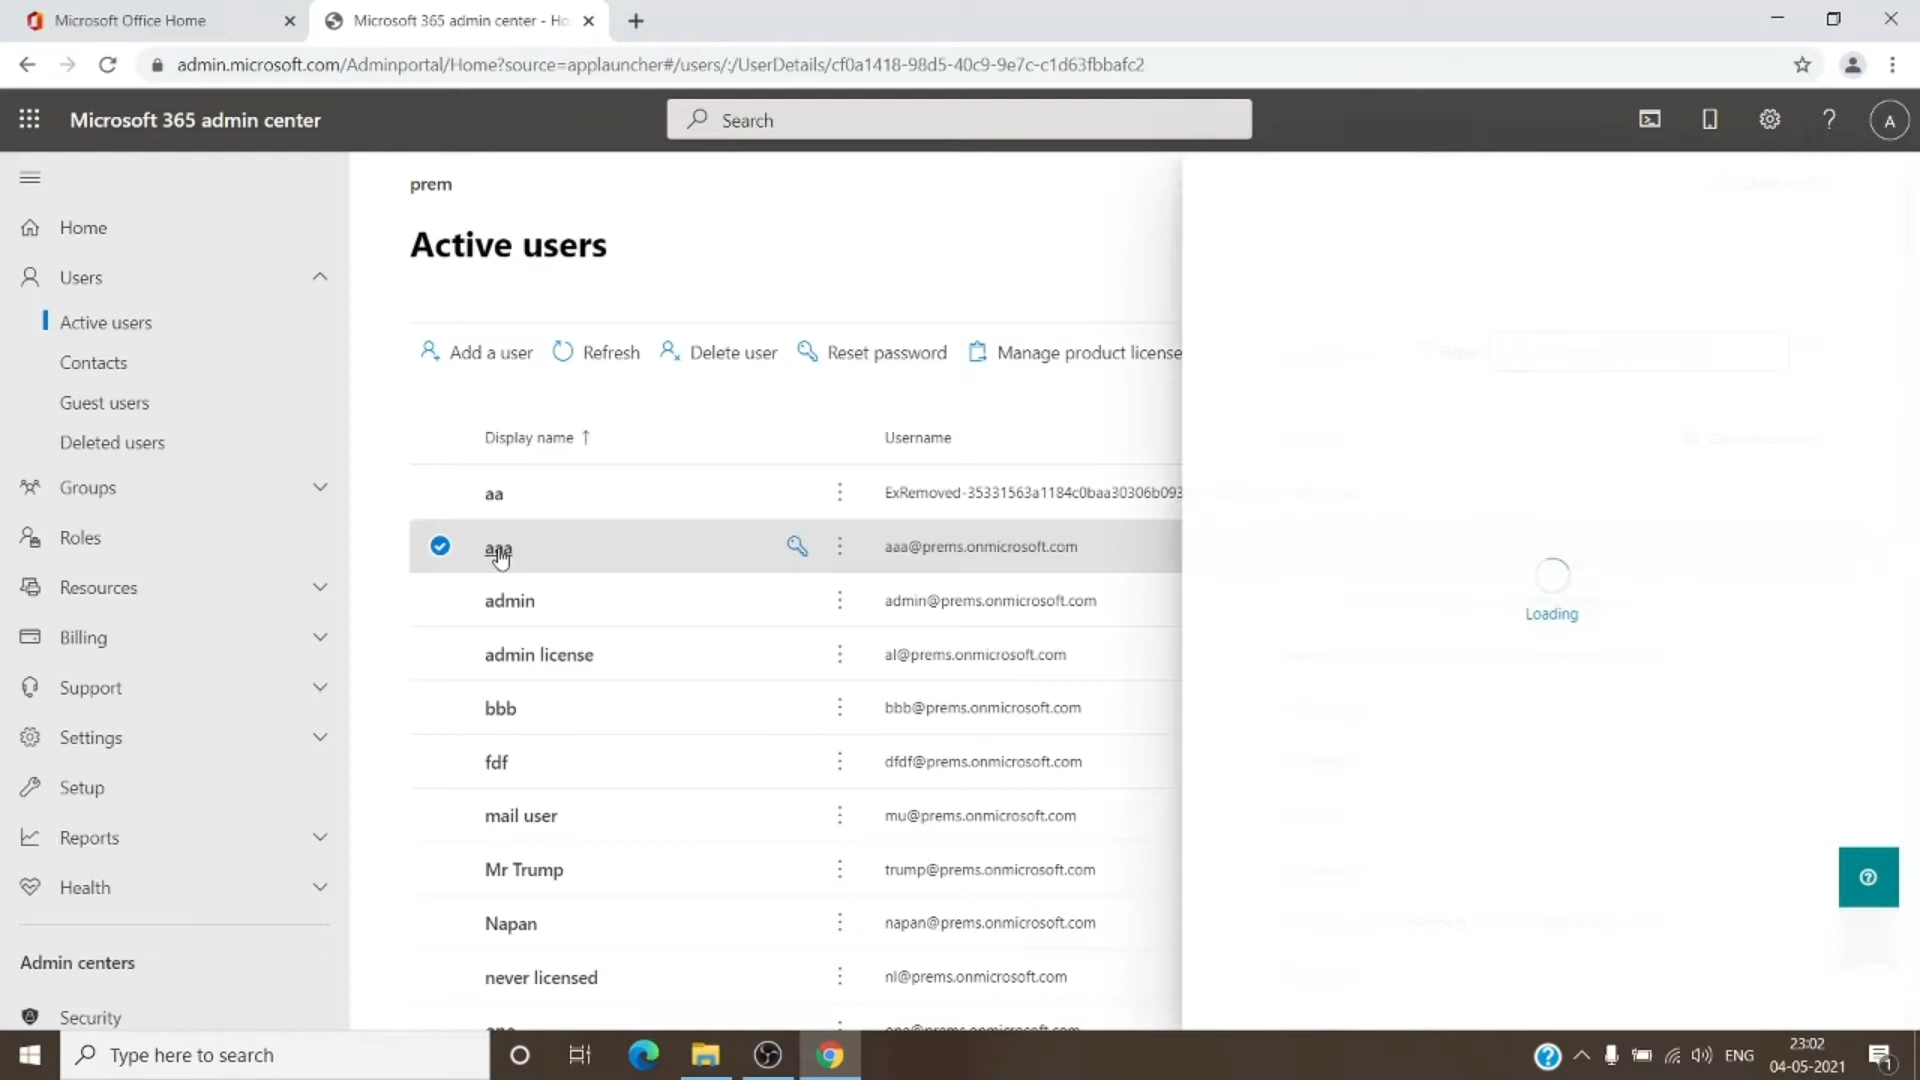 Microsoft Office Home
Microsoft 365 admin center - Ho
admin.microsoft.com/Adminportal/Home?source=applauncher#/users/:/UserDetails/cf0a1418-98d5-40c9-9e7c-c1d63fbbafc2
Microsoft 365 admin center
Search
A
Home
Users
Active users
Contacts
Guest users
Deleted users
Groups
Roles
Resources
Billing
Support
Settings
Setup
Reports
Health
Admin centers
Security
prem
Active users
Add a user
Refresh
Delete user
Reset password
Manage product license
Filter
Display name ↑
Username
aa
ExRemoved-35331563a1184c0baa30306b093
aaa
aaa@prems.onmicrosoft.com
admin
admin@prems.onmicrosoft.com
admin license
al@prems.onmicrosoft.com
bbb
bbb@prems.onmicrosoft.com
fdf
dfdf@prems.onmicrosoft.com
mail user
mu@prems.onmicrosoft.com
Mr Trump
trump@prems.onmicrosoft.com
Napan
napan@prems.onmicrosoft.com
never licensed
nl@prems.onmicrosoft.com
Loading
Type here to search
ENG
23:02
04-05-2021
1